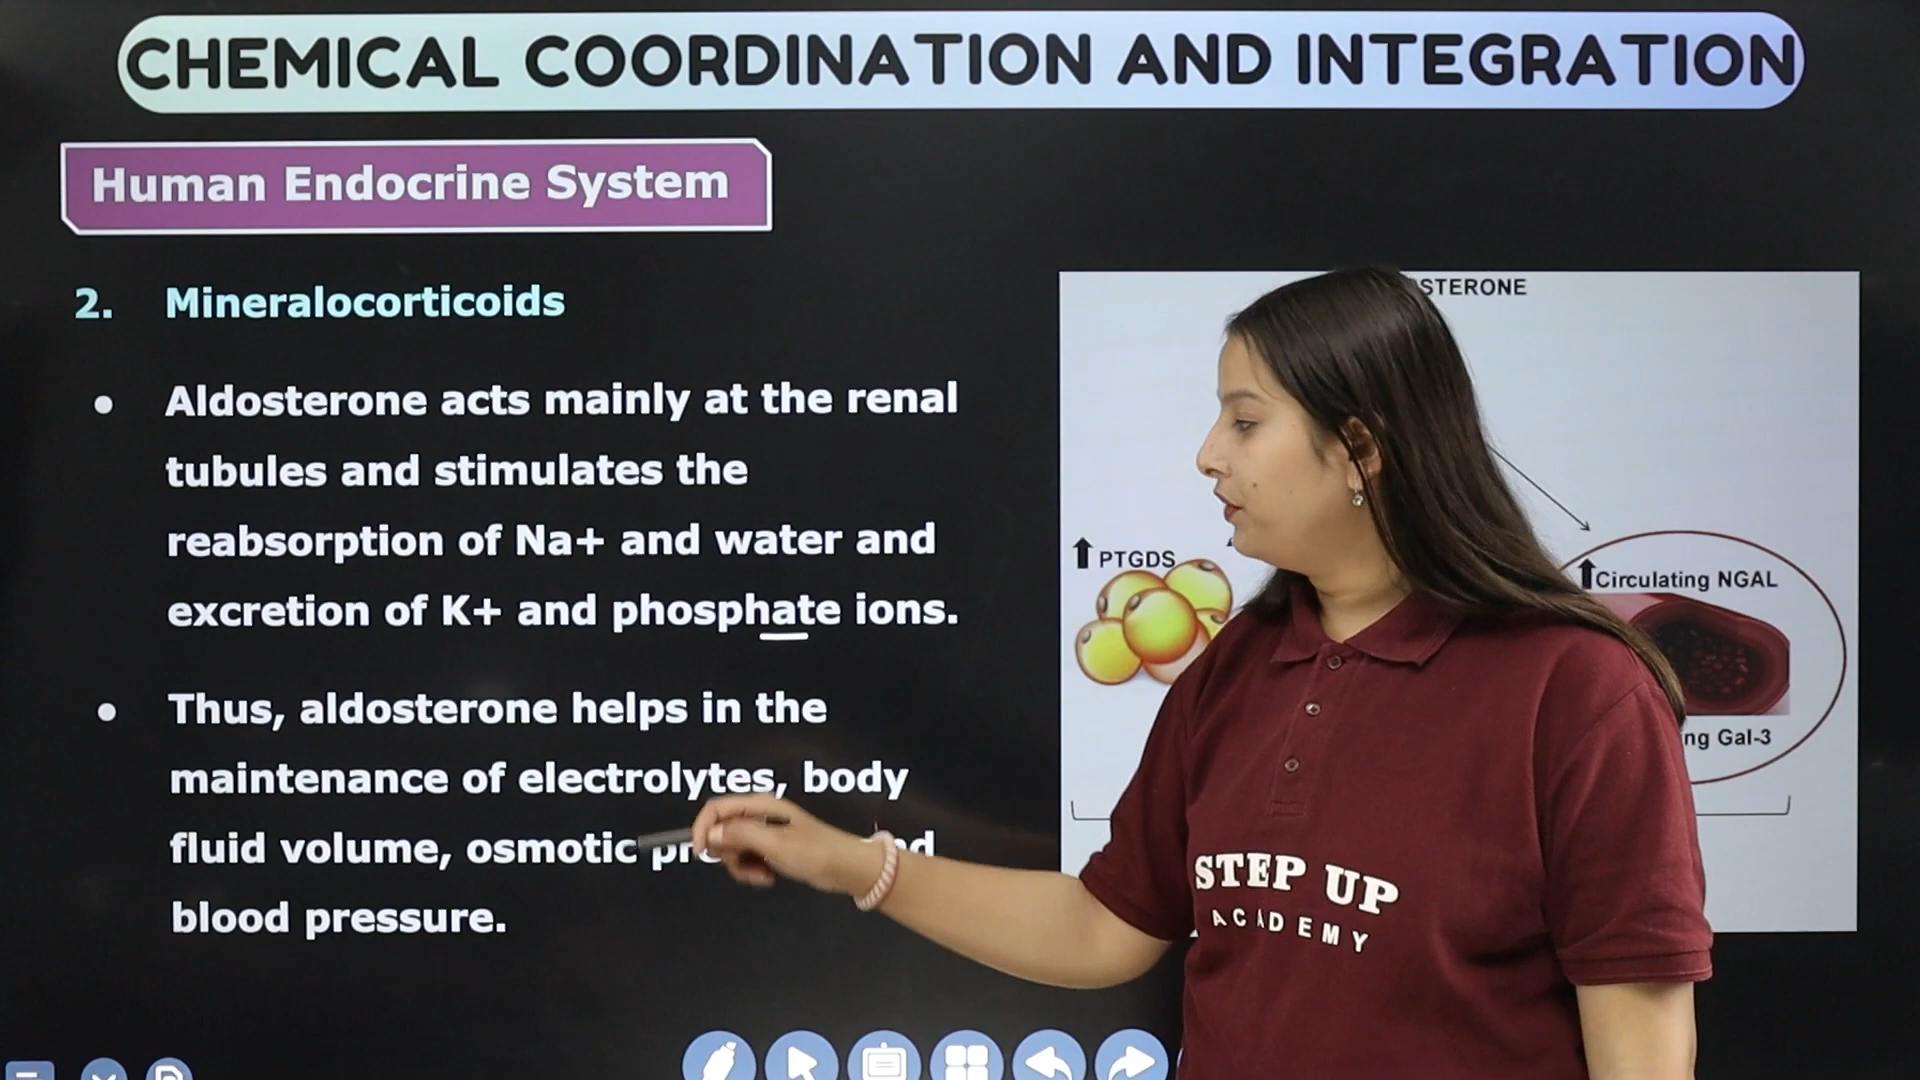 CHEMICAL COORDINATION AND INTEGRATION
Human Endocrine System
2. Mineralocorticoids
• Aldosterone acts mainly at the renal
tubules and stimulates the
reabsorption of Na+ and water and
excretion of K+ and phosphate ions.
• Thus, aldosterone helps in the
maintenance of electrolytes, body
fluid volume, osmotic
blood pressure.
STERONE
PTGDS
Circulating NGAL
ng Gal-3
STEP UP
ACADEMY